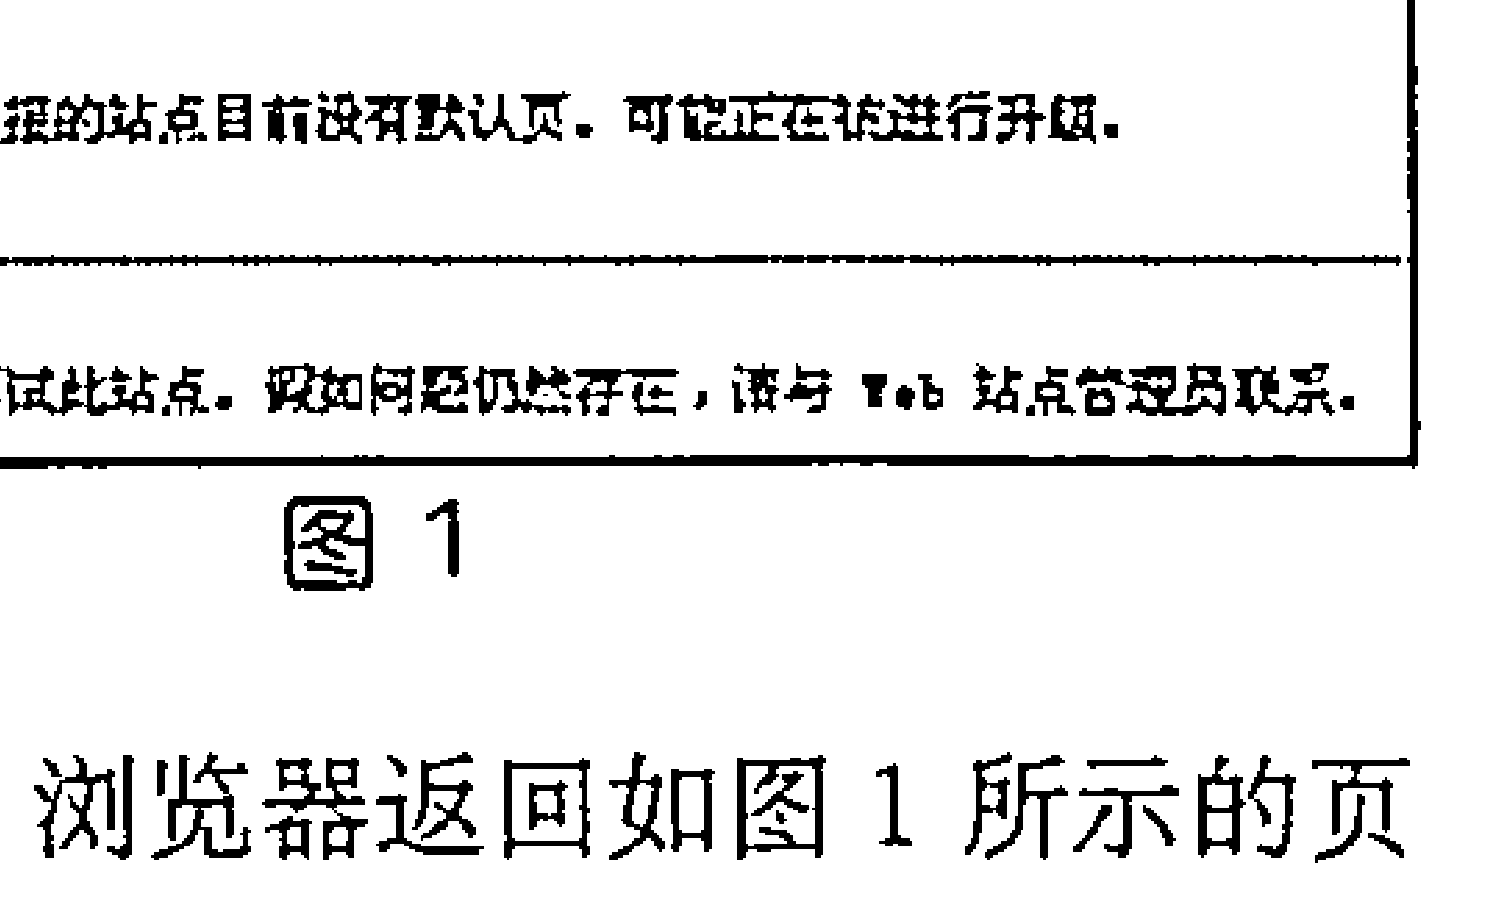 的站点目前没有默认页。可能正在进行升级。
试此站点。假如问题仍然存在，请与 Web 站点管理员联系。
图 1
浏览器返回如图 1 所示的页